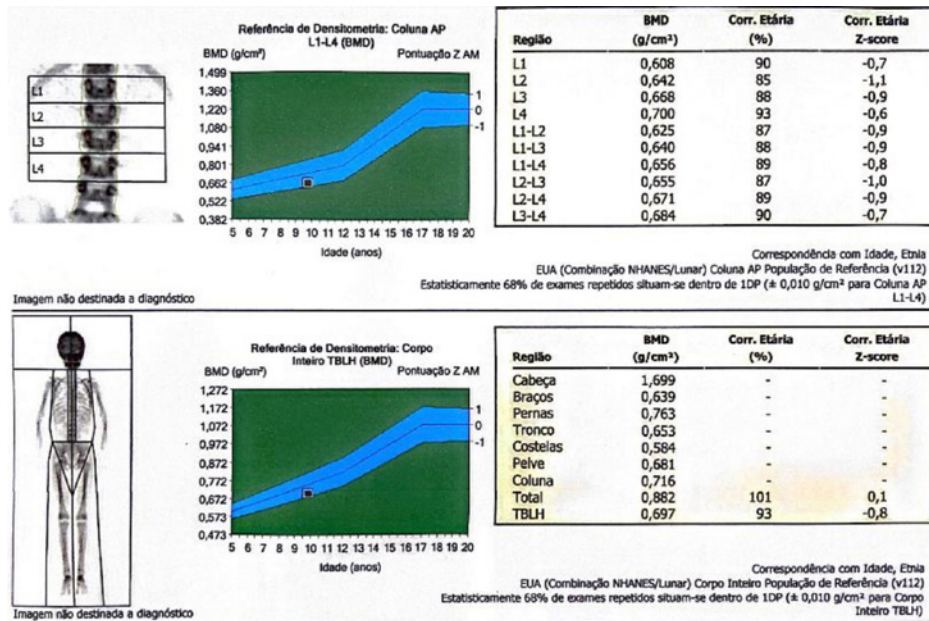 Referência de Densitometria: Coluna AP
L1-L4 (BMD)
BMD (g/cm²) Pontuação Z AM
1,499
1,360
1,220
1,080
0,941
0,801
0,662
0,522
0,382
1
0
-1
5 6 7 8 9 10 11 12 13 14 15 16 17 18 19 20
Idade (anos)
L1
L2
L3
L4
Imagem não destinada a diagnóstico
BMD Corr. Etária Corr. Etária
Região (g/cm²) (%) Z-score
L1 0,608 90 -0,7
L2 0,642 85 -1,1
L3 0,668 88 -0,9
L4 0,700 93 -0,6
L1-L2 0,625 87 -0,9
L1-L3 0,640 88 -0,9
L1-L4 0,656 89 -0,8
L2-L3 0,655 87 -1,0
L2-L4 0,671 89 -0,9
L3-L4 0,684 90 -0,7
Correspondência com Idade, Etnia
EUA (Combinação NHANES/Lunar) Coluna AP População de Referência (v112)
Estatisticamente 68% de exames repetidos situam-se dentro de 1DP (± 0,010 g/cm² para Coluna AP
L1-L4)
Referência de Densitometria: Corpo
Inteiro TBLH (BMD)
BMD (g/cm²) Pontuação Z AM
1,272
1,172
1,072
0,972
0,872
0,772
0,672
0,573
0,473
1
0
-1
5 6 7 8 9 10 11 12 13 14 15 16 17 18 19 20
Idade (anos)
Imagem não destinada a diagnóstico
BMD Corr. Etária Corr. Etária
Região (g/cm²) (%) Z-score
Cabeça 1,699 - -
Braços 0,639 - -
Pernas 0,763 - -
Tronco 0,653 - -
Costelas 0,584 - -
Pelve 0,681 - -
Coluna 0,716 - -
Total 0,882 101 0,1
TBLH 0,697 93 -0,8
Correspondência com Idade, Etnia
EUA (Combinação NHANES/Lunar) Corpo Inteiro População de Referência (v112)
Estatisticamente 68% de exames repetidos situam-se dentro de 1DP (± 0,010 g/cm² para Corpo
Inteiro TBLH)